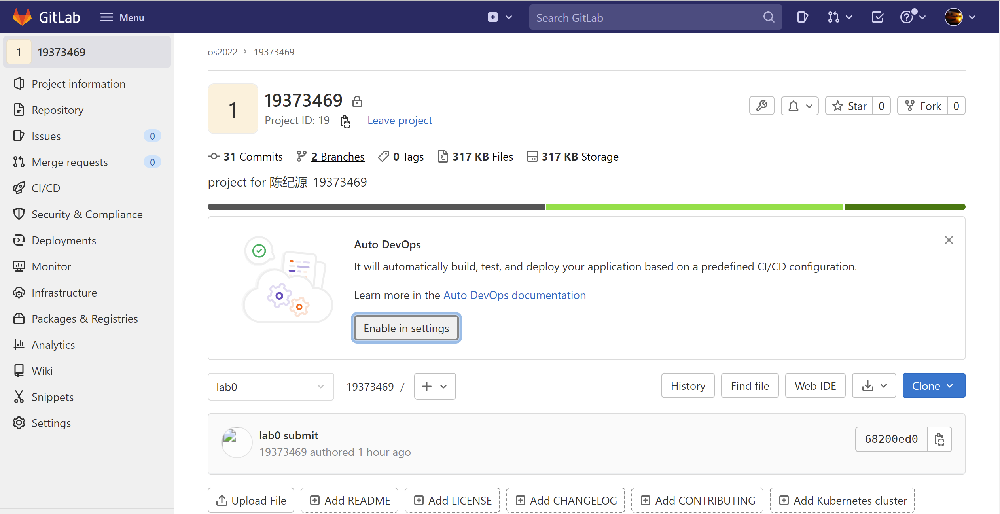 GitLab Menu Search GitLab
1 19373469
Project information
Repository
Issues 0
Merge requests 0
CI/CD
Security & Compliance
Deployments
Monitor
Infrastructure
Packages & Registries
Analytics
Wiki
Snippets
Settings
os2022 > 19373469
1
19373469
Project ID: 19 Leave project
Star 0 Fork 0
31 Commits 2 Branches 0 Tags 317 KB Files 317 KB Storage
project for 陈纪源-19373469
Auto DevOps
It will automatically build, test, and deploy your application based on a predefined CI/CD configuration.
Learn more in the Auto DevOps documentation
Enable in settings
lab0 19373469 / History Find file Web IDE Clone
lab0 submit
19373469 authored 1 hour ago
68200ed0
Upload File Add README Add LICENSE Add CHANGELOG Add CONTRIBUTING Add Kubernetes cluster